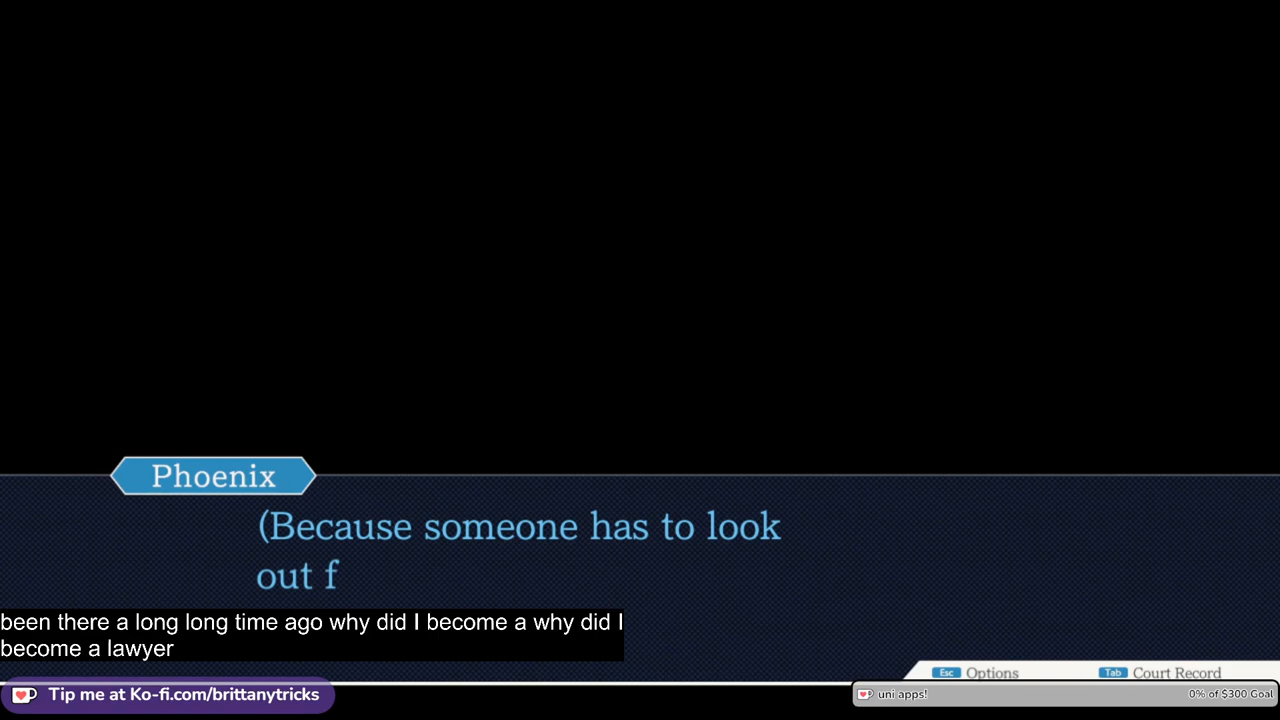 Phoenix
(Because someone has to look
out f
been there a long long time ago why did I become a why did I
become a lawyer
Esc Options Tab Court Record
Tip me at Ko-fi.com/brittanytricks
uni apps! 0% of $300 Goal